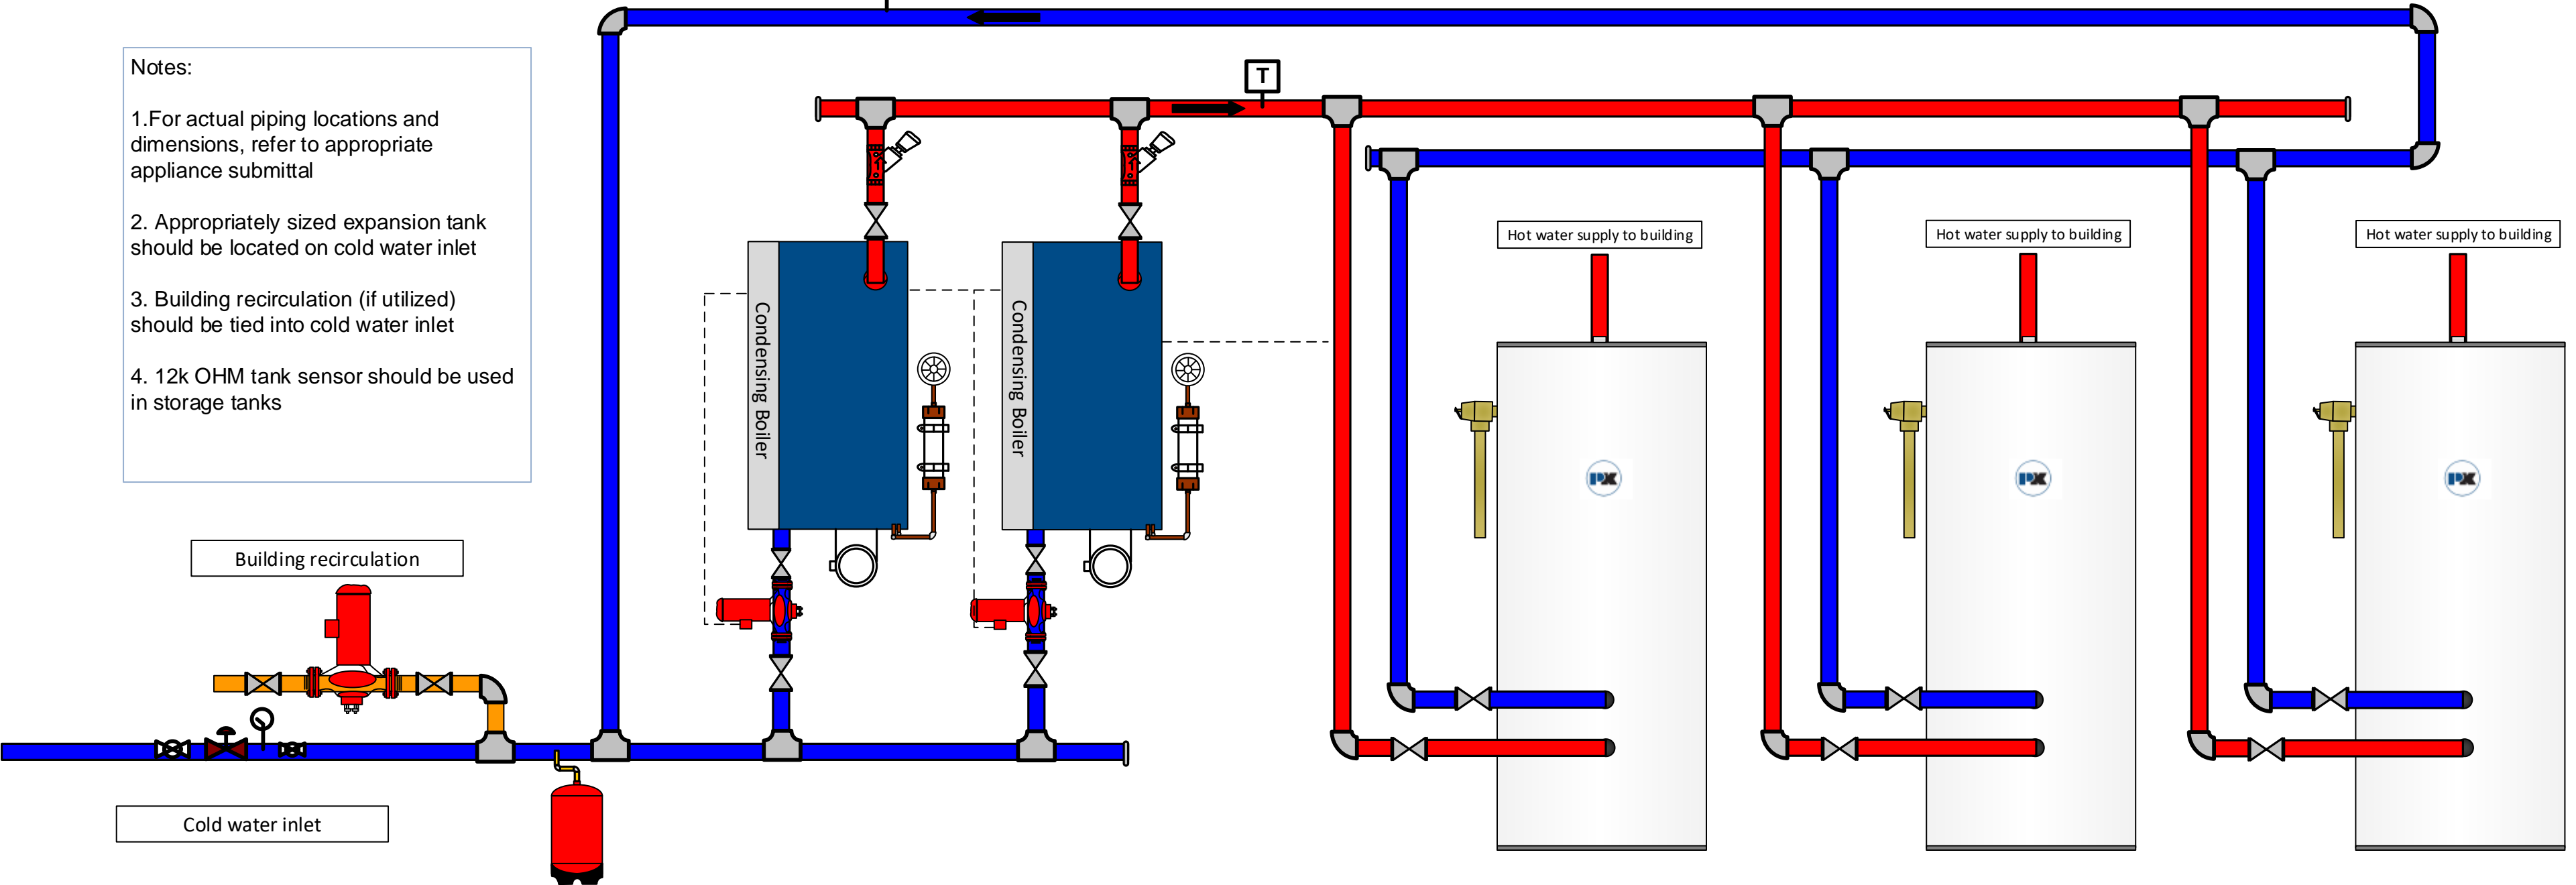 Notes:
1.For actual piping locations and
dimensions, refer to appropriate
appliance submittal
2. Appropriately sized expansion tank
should be located on cold water inlet
3. Building recirculation (if utilized)
should be tied into cold water inlet
4. 12k OHM tank sensor should be used
in storage tanks
T
Hot water supply to building
Hot water supply to building
Hot water supply to building
Condensing Boiler
Condensing Boiler
PX
PX
PX
Building recirculation
Cold water inlet